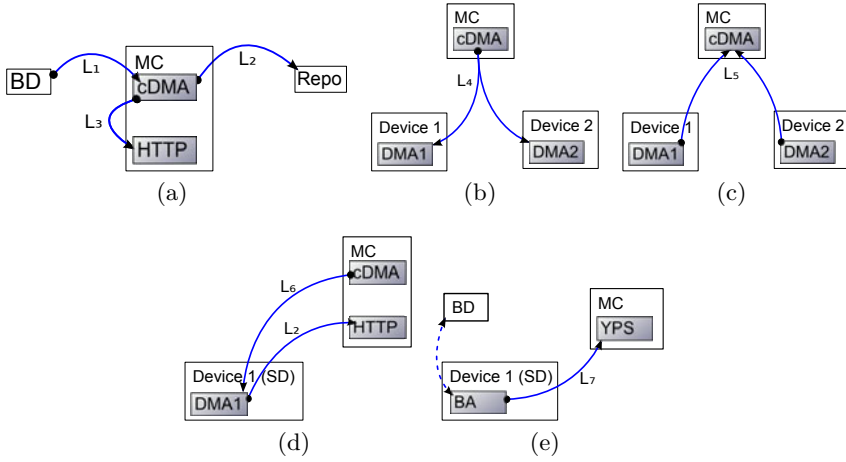 MC
BD
L₁
cDMA
L₂
Repo
L₃
HTTP
(a)
MC
cDMA
L₄
Device 1
Device 2
DMA1
DMA2
(b)
MC
cDMA
L₅
Device 1
Device 2
DMA1
DMA2
(c)
MC
cDMA
L₆
L₂
HTTP
Device 1 (SD)
DMA1
(d)
BD
MC
YPS
Device 1 (SD)
L₇
BA
(e)